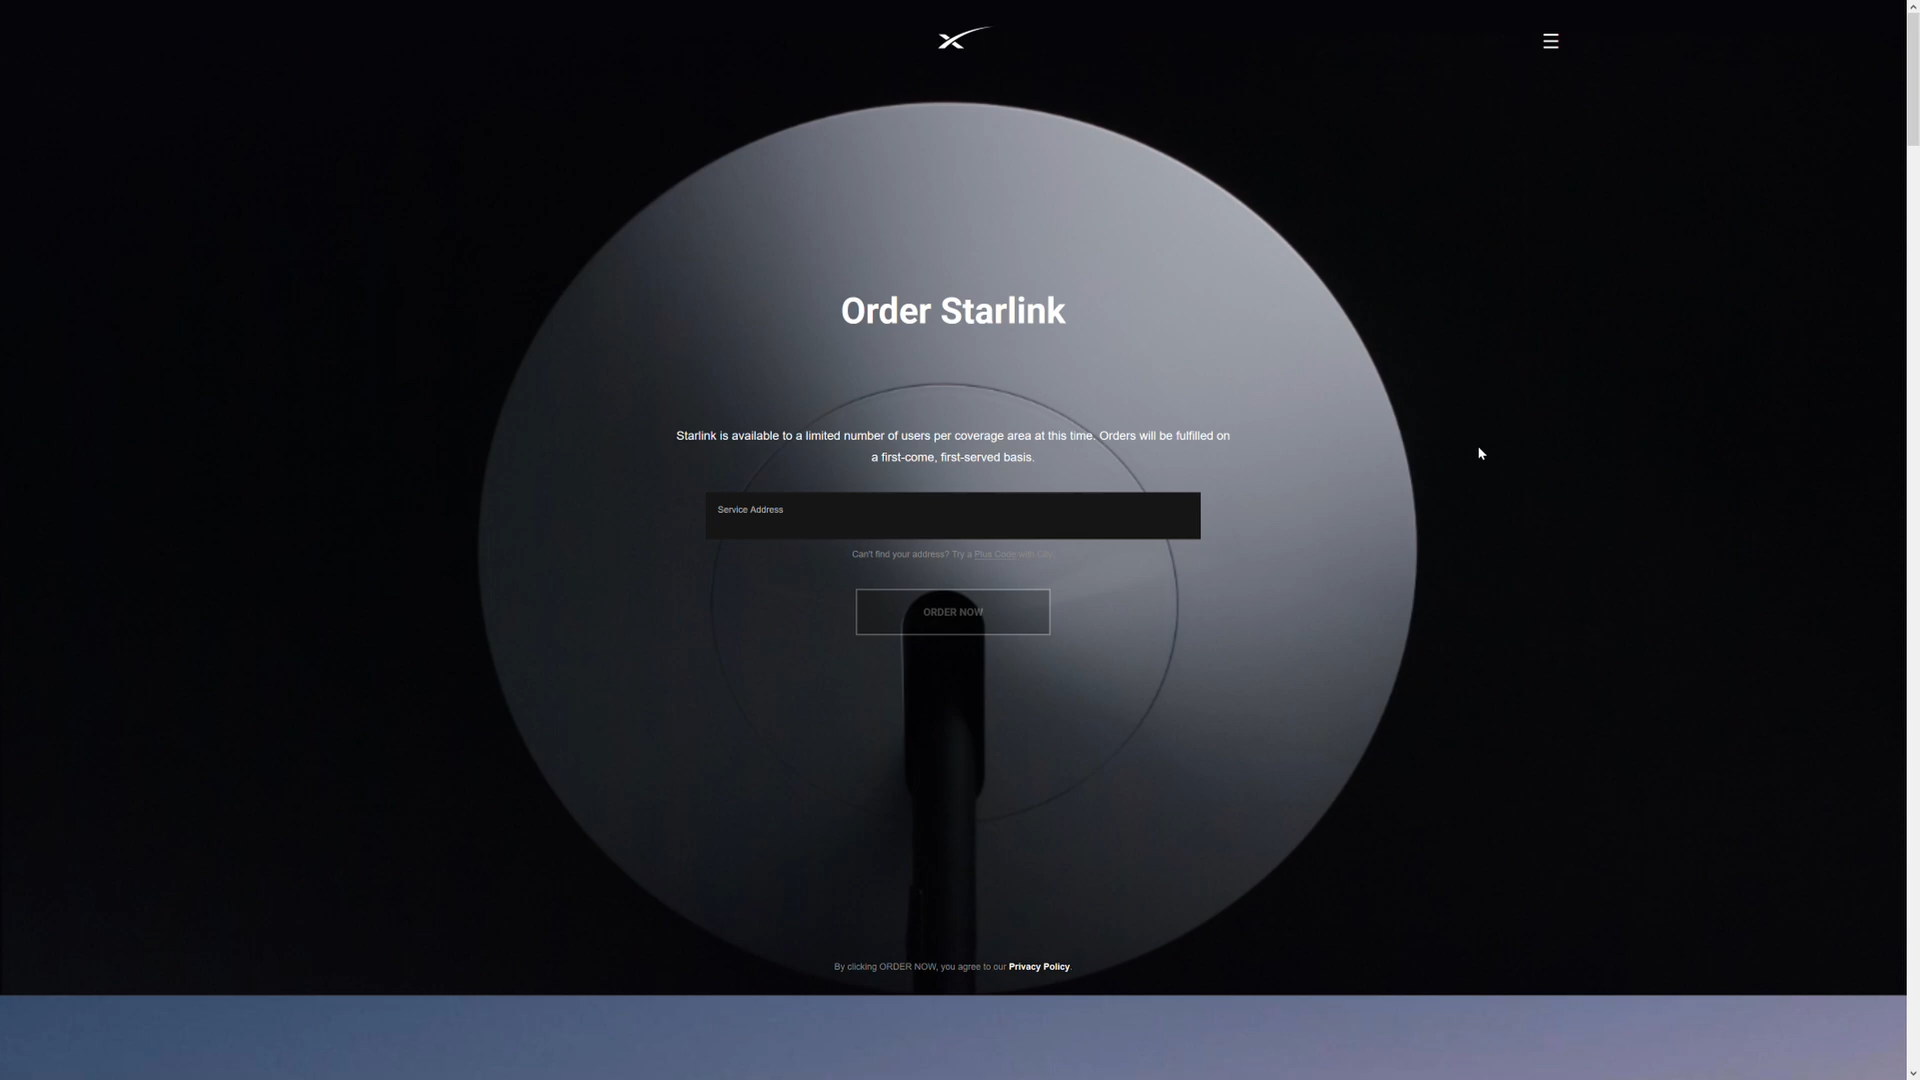 Order Starlink
Starlink is available to a limited number of users per coverage area at this time. Orders will be fulfilled on
a first-come, first-served basis.
Service Address
Can't find your address? Try a Plus Code with City.
ORDER NOW
By clicking ORDER NOW, you agree to our Privacy Policy.